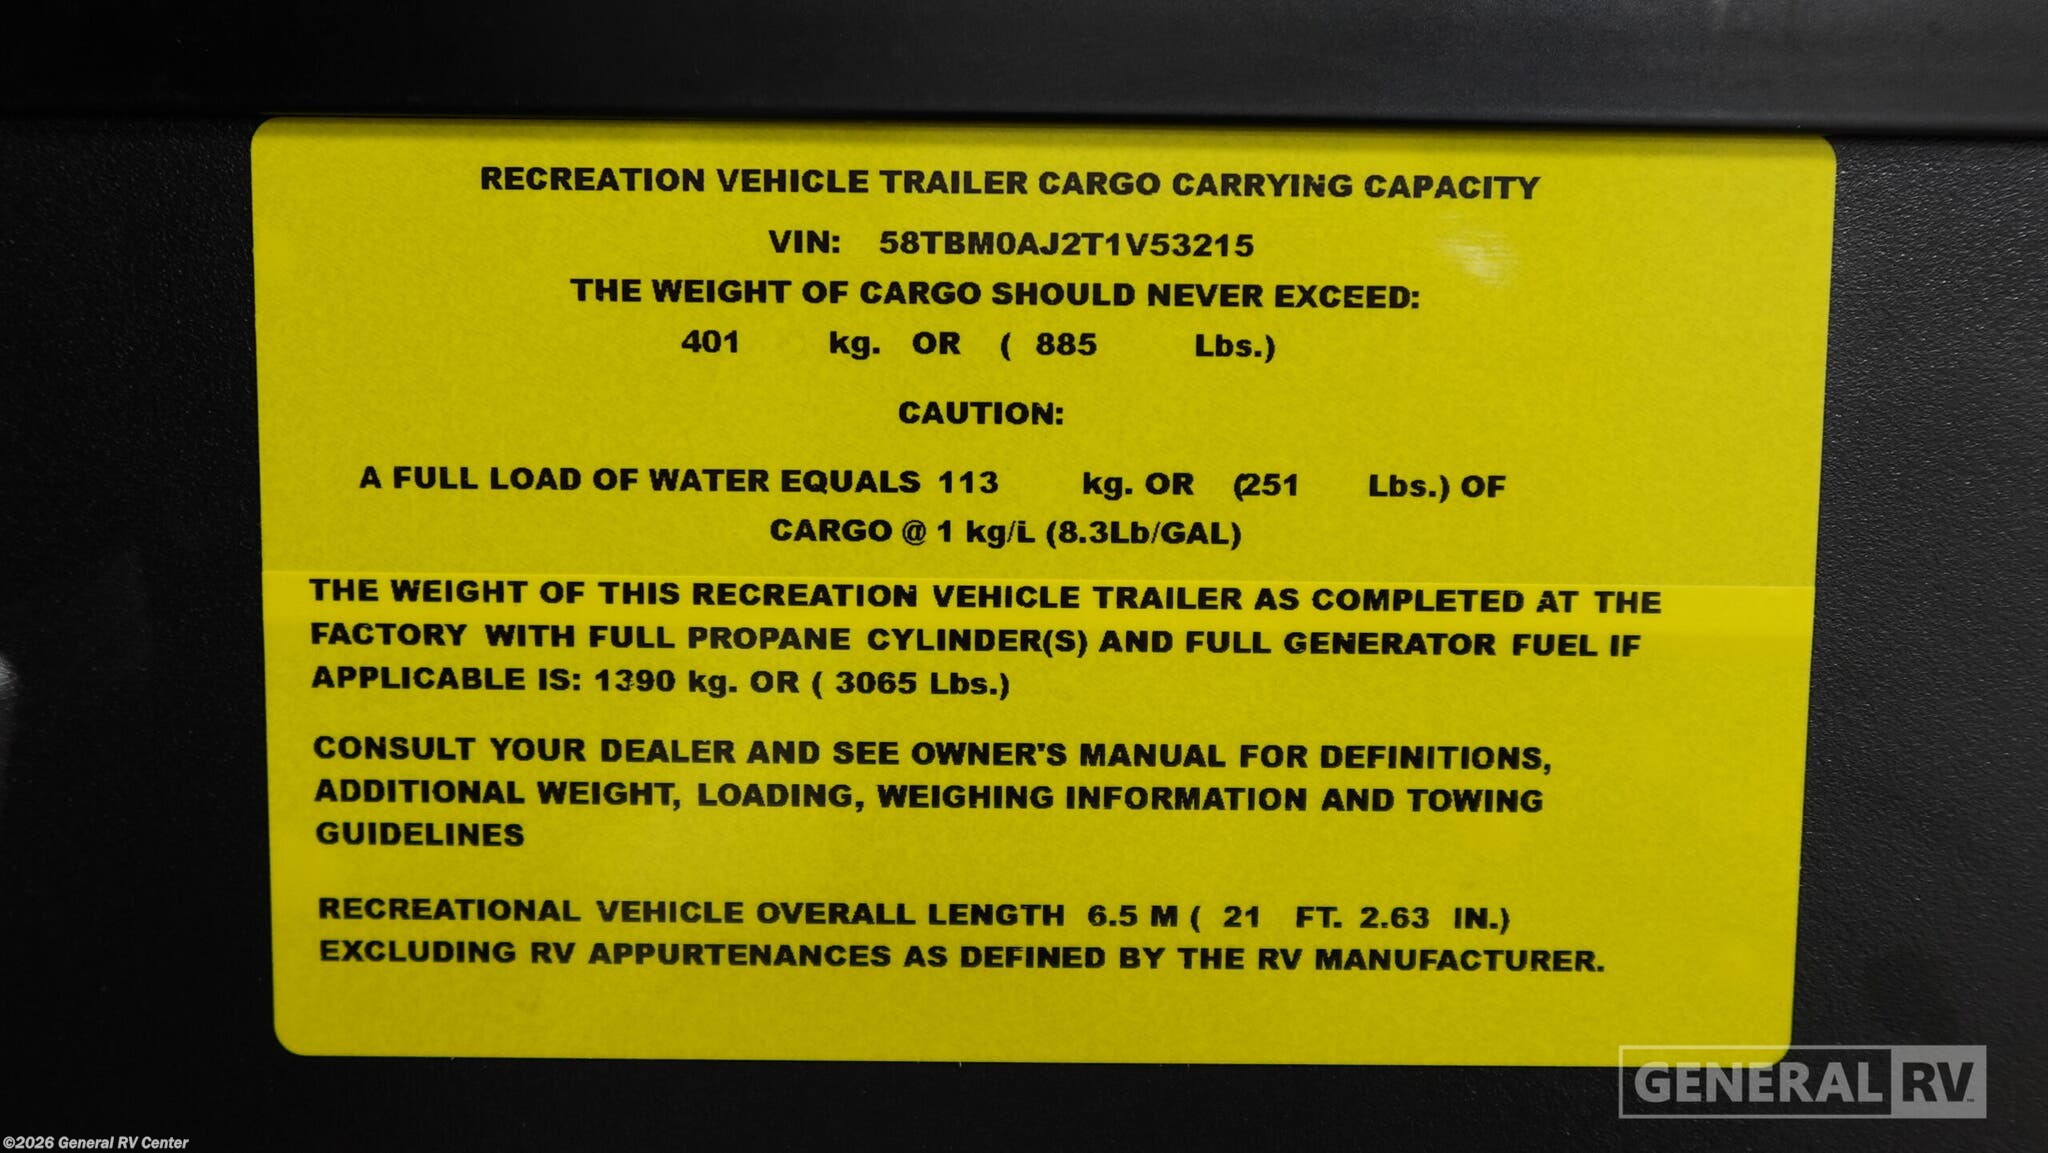 RECREATION VEHICLE TRAILER CARGO CARRYING CAPACITY
VIN: 58TBM0AJ2T1V53215
THE WEIGHT OF CARGO SHOULD NEVER EXCEED:
401 kg. OR ( 885 Lbs.)
CAUTION:
A FULL LOAD OF WATER EQUALS 113 kg. OR (251 Lbs.) OF
CARGO @ 1 kg/L (8.3Lb/GAL)
THE WEIGHT OF THIS RECREATION VEHICLE TRAILER AS COMPLETED AT THE
FACTORY WITH FULL PROPANE CYLINDER(S) AND FULL GENERATOR FUEL IF
APPLICABLE IS: 1390 kg. OR ( 3065 Lbs.)
CONSULT YOUR DEALER AND SEE OWNER'S MANUAL FOR DEFINITIONS,
ADDITIONAL WEIGHT, LOADING, WEIGHING INFORMATION AND TOWING
GUIDELINES
RECREATIONAL VEHICLE OVERALL LENGTH 6.5 M ( 21 FT. 2.63 IN.)
EXCLUDING RV APPURTENANCES AS DEFINED BY THE RV MANUFACTURER.
GENERAL RV
©2026 General RV Center